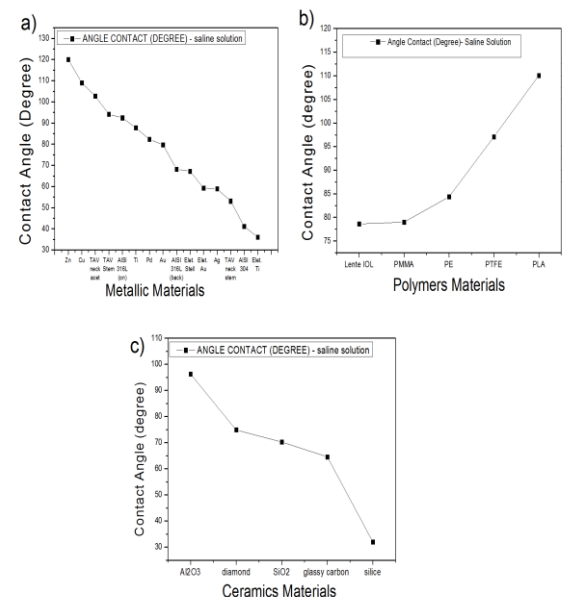 a)
ANGLE CONTACT (DEGREE) - saline solution
130
120
110
100
90
80
70
60
50
40
30
Contact Angle (Degree)
Zn Cu TAV TAV AISI Ti Pd Au AISI Elet. Elet. Ag TAV AISI Elet.
neck Stem 316L 316L Stell Au neck 304 Ti
acet (on) (back) stem
Metallic Materials
b)
Angle Contact (Degree)- Saline Solution
120
115
110
105
100
95
90
85
80
75
Contact Angle (degree)
Lente IOL PMMA PE PTFE PLA
Polymers Materials
c)
ANGLE CONTACT (DEGREE) - saline solution
110
100
90
80
70
60
50
40
30
Contact Angle (degree)
Al2O3 diamond SiO2 glassy carbon silice
Ceramics Materials